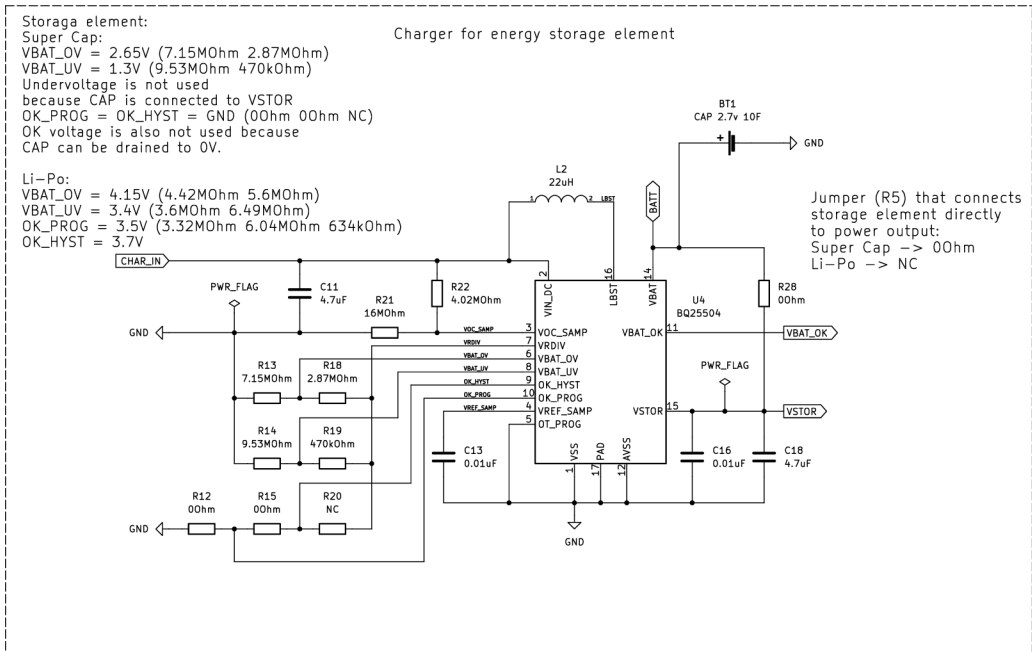 Storaga element:
Super Cap:
VBAT_OV = 2.65V (7.15MOhm 2.87MOhm)
VBAT_UV = 1.3V (9.53MOhm 470kOhm)
Undervoltage is not used
because CAP is connected to VSTOR
OK_PROG = OK_HYST = GND (0Ohm 0Ohm NC)
OK voltage is also not used because
CAP can be drained to 0V.
Li-Po:
VBAT_OV = 4.15V (4.42MOhm 5.6MOhm)
VBAT_UV = 3.4V (3.6MOhm 6.49MOhm)
OK_PROG = 3.5V (3.32MOhm 6.04MOhm 634kOhm)
OK_HYST = 3.7V
Charger for energy storage element
BT1
CAP 2.7v 10F
+
GND
L2
22uH
1
2
LBST
BATT
Jumper (R5) that connects
storage element directly
to power output:
Super Cap -> 0Ohm
Li-Po -> NC
CHAR_IN
PWR_FLAG
C11
4.7uF
R22
4.02MOhm
R21
16MOhm
GND
2
VIN_DC
16
LBST
14
VBAT
U4
BQ25504
R28
0Ohm
VOC_SAMP
3
VOC_SAMP
VRDIV
7
VRDIV
VBAT_OV
6
VBAT_OV
VBAT_UV
8
VBAT_UV
OK_HYST
9
OK_HYST
OK_PROG
10
OK_PROG
VREF_SAMP
4
VREF_SAMP
5
OT_PROG
VBAT_OK
11
VBAT_OK
PWR_FLAG
VSTOR
15
VSTOR
R13
7.15MOhm
R18
2.87MOhm
R14
9.53MOhm
R19
470kOhm
R12
0Ohm
R15
0Ohm
R20
NC
GND
C13
0.01uF
VSS
1
PAD
17
AVSS
12
C16
0.01uF
C18
4.7uF
GND